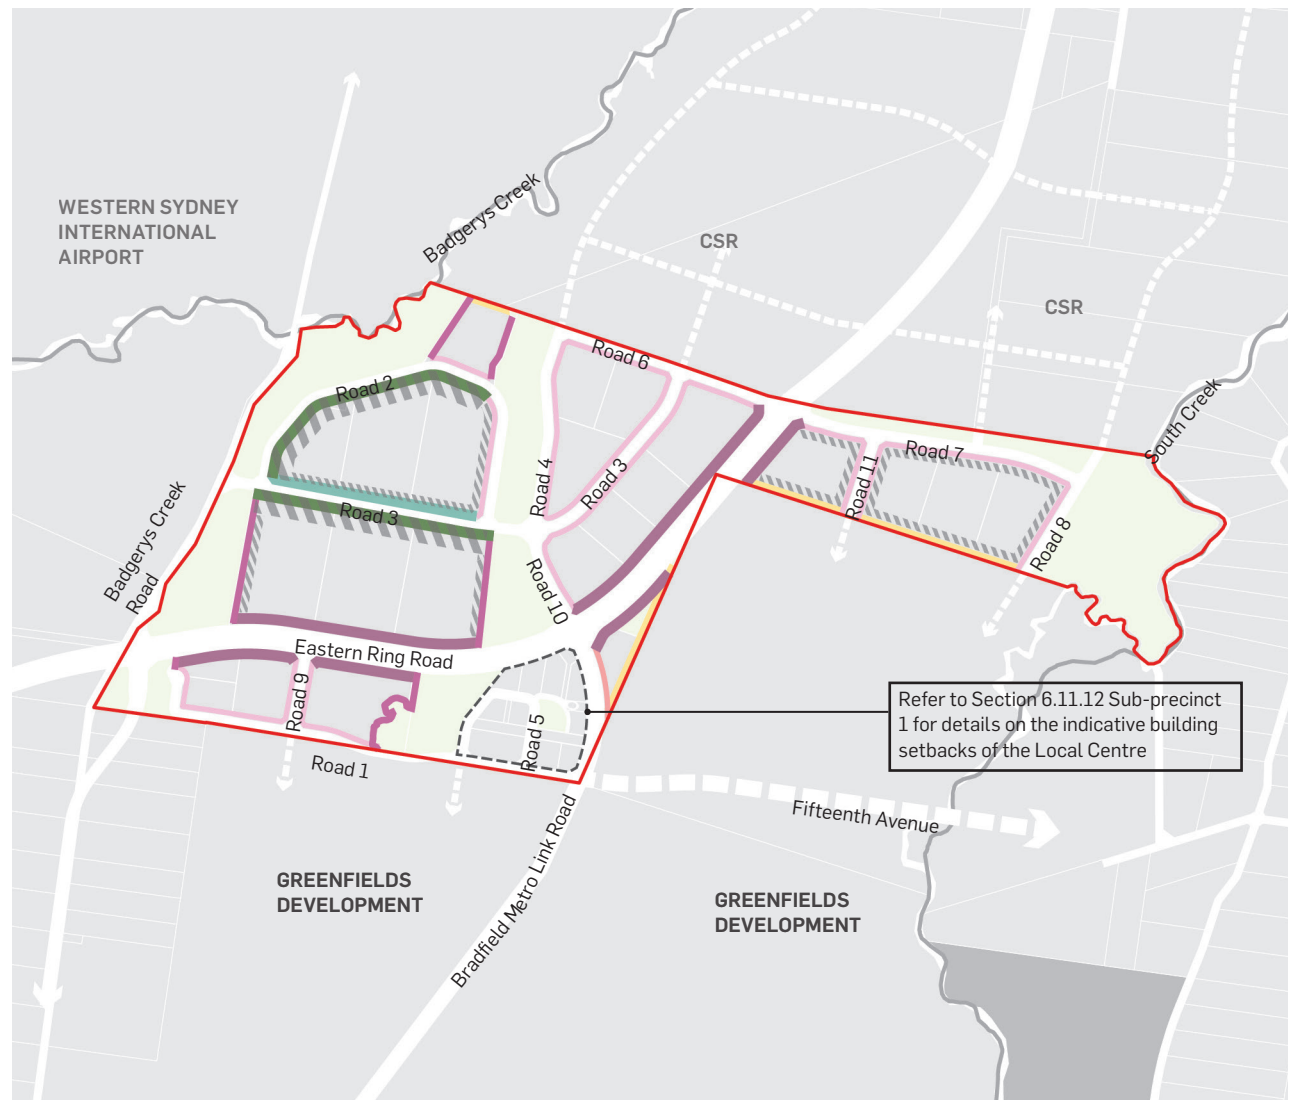 WESTERN SYDNEY
INTERNATIONAL
AIRPORT
Badgerys Creek
CSR
CSR
Road 6
Road 2
South Creek
Road 7
Road 4
Road 3
Road 11
Road 3
Badgerys Creek
Road
Road 8
Road 10
Eastern Ring Road
Road 9
Road 5
Refer to Section 6.11.12 Sub-precinct
1 for details on the indicative building
setbacks of the Local Centre
Road 1
Fifteenth Avenue
Bradfield Metro Link Road
GREENFIELDS
DEVELOPMENT
GREENFIELDS
DEVELOPMENT